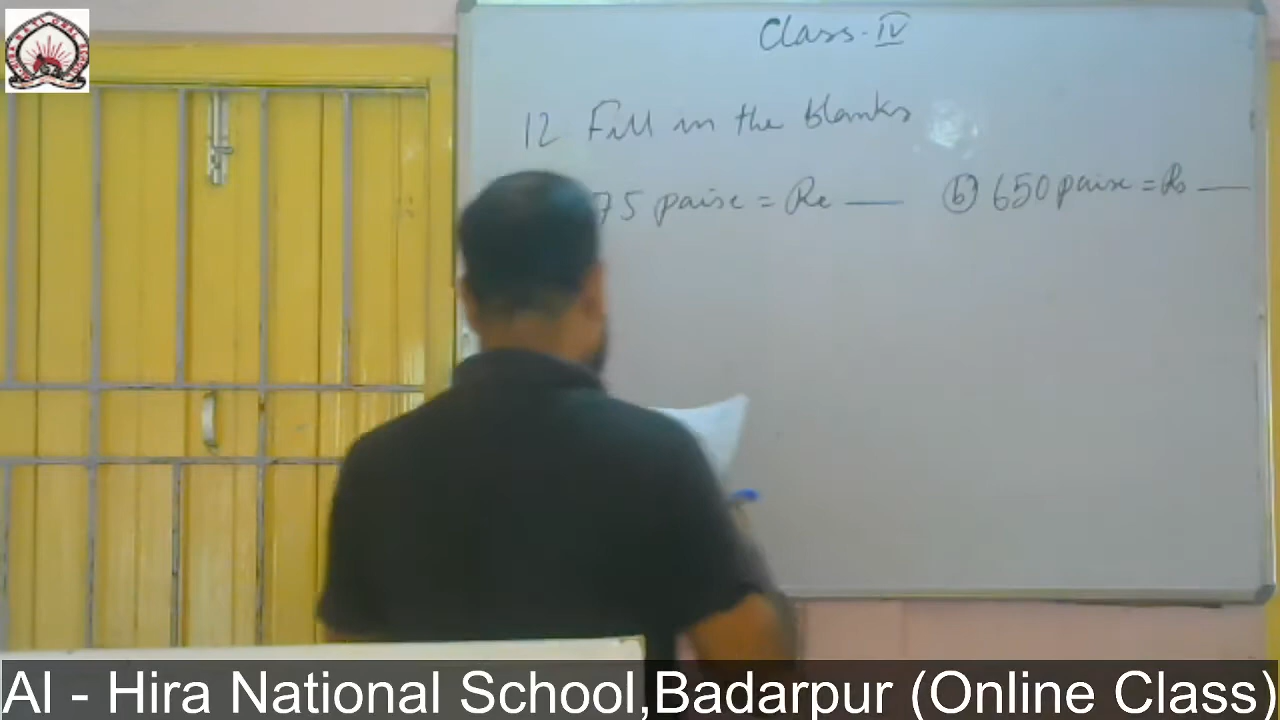 Class. IV
12 Fill in the blanks
75 paise = Re ___ (b) 650 paise = Rs ___
Al - Hira National School,Badarpur (Online Class)